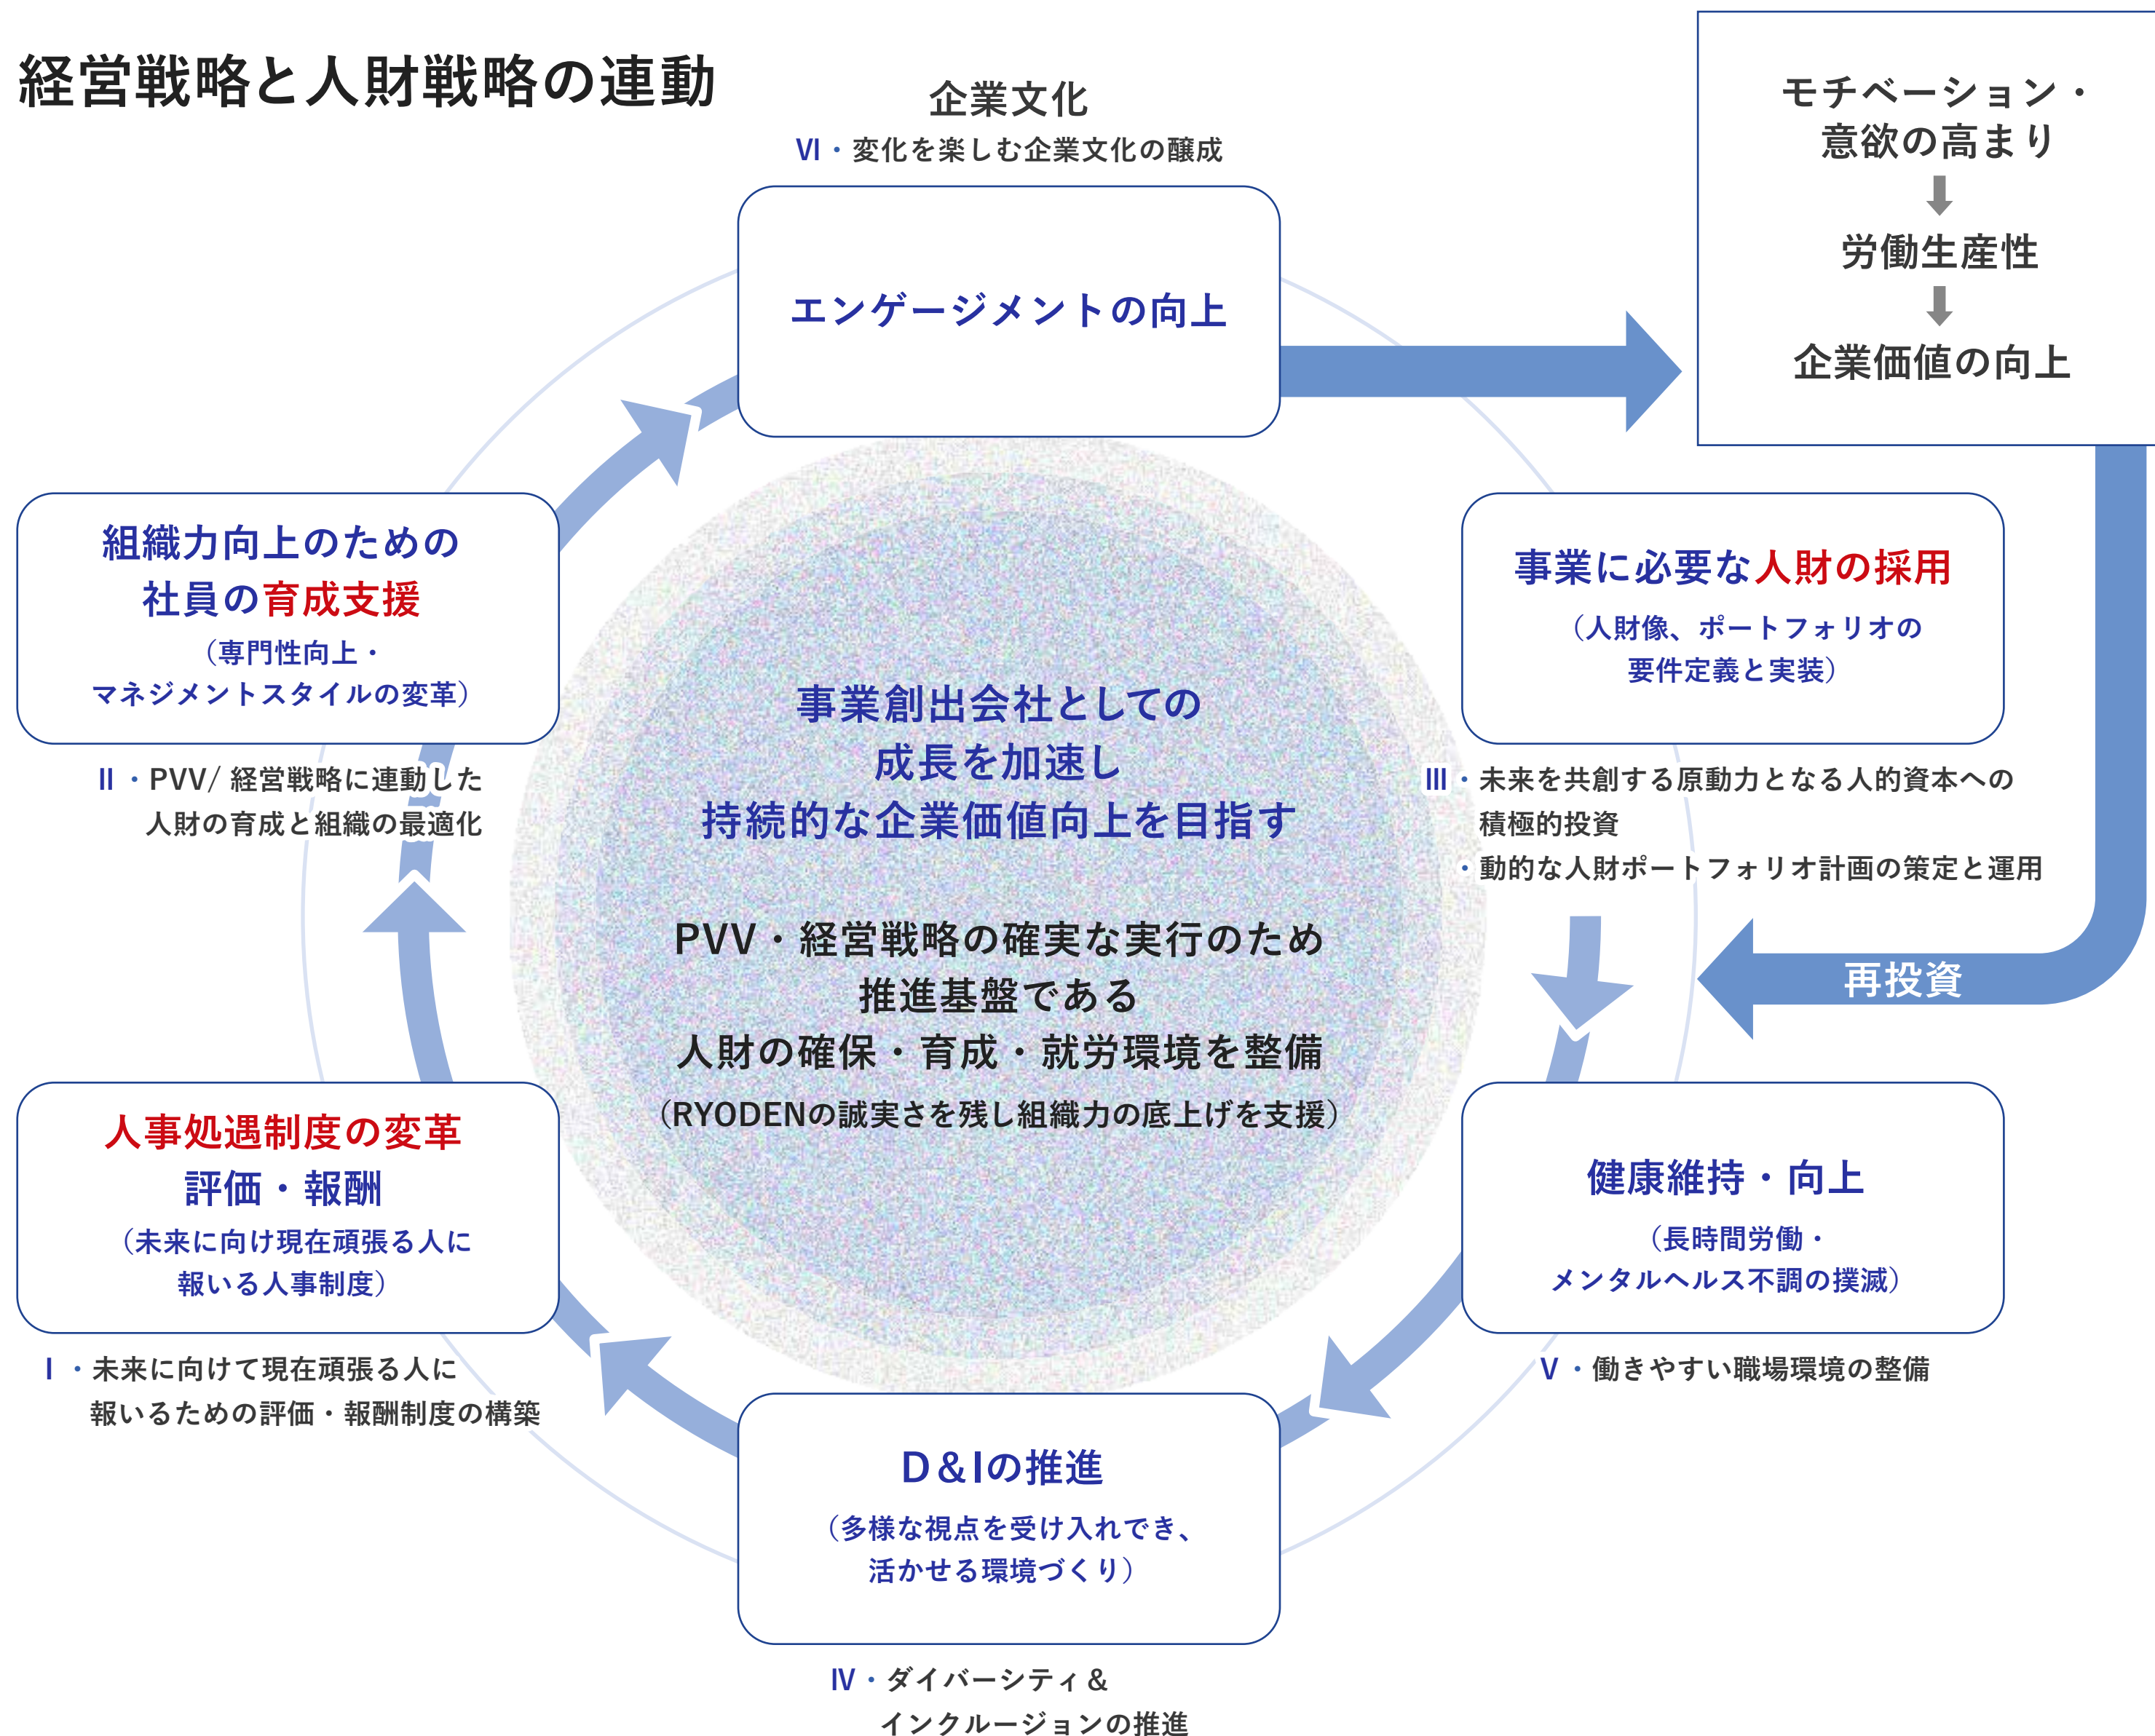 経営戦略と人財戦略の連動
企業文化
VI・変化を楽しむ企業文化の醸成
エンゲージメントの向上
モチベーション・
意欲の高まり
労働生産性
企業価値の向上
事業に必要な人財の採用
（人財像、ポートフォリオの
要件定義と実装）
III・未来を共創する原動力となる人的資本への
積極的投資
・動的な人財ポートフォリオ計画の策定と運用
再投資
健康維持・向上
（長時間労働・
メンタルヘルス不調の撲滅）
V・働きやすい職場環境の整備
D＆Iの推進
（多様な視点を受け入れでき、
活かせる環境づくり）
IV・ダイバーシティ＆
インクルージョンの推進
人事処遇制度の変革
評価・報酬
（未来に向け現在頑張る人に
報いる人事制度）
I・未来に向けて現在頑張る人に
報いるための評価・報酬制度の構築
組織力向上のための
社員の育成支援
（専門性向上・
マネジメントスタイルの変革）
II・PVV/ 経営戦略に連動した
人財の育成と組織の最適化
事業創出会社としての
成長を加速し
持続的な企業価値向上を目指す
PVV・経営戦略の確実な実行のため
推進基盤である
人財の確保・育成・就労環境を整備
（RYODENの誠実さを残し組織力の底上げを支援）